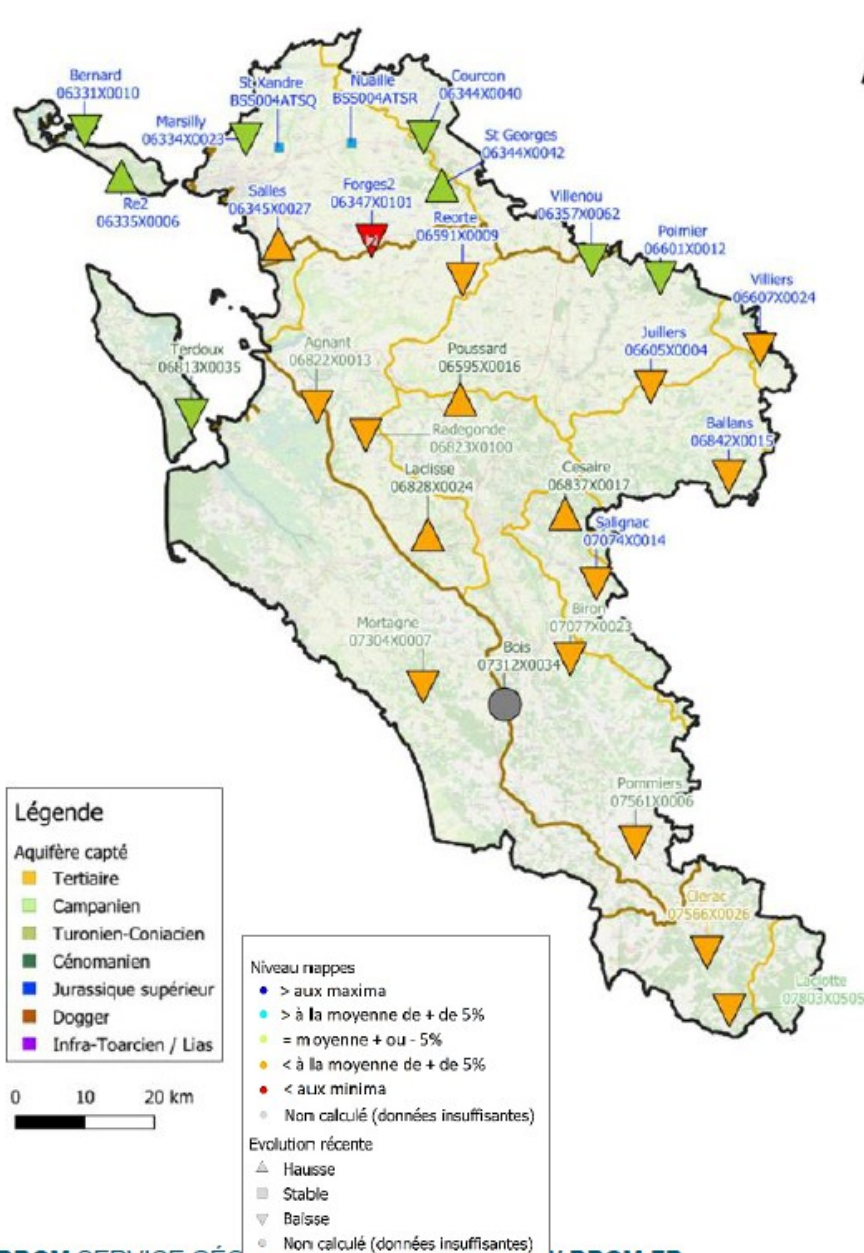 Bernard
06331X0010
St Xandre
BSS004ATSQ
Nuaille
BSS004ATSR
Courcon
06344X0040
Marsilly
06334X0023
St Georges
06344X0042
Re2
06335X0006
Salles
06345X0027
Forges2
06347X0101
Reorte
06591X0009
Villenou
06357X0062
Poimier
06601X0012
Villiers
06607X0024
Juillers
06605X0004
Terdoux
06813X0035
Agnant
06822X0013
Poussard
06595X0016
Radegonde
06823X0100
Ballans
06842X0015
Laclisse
06828X0024
Cesaire
06837X0017
Salignac
07074X0014
Biron
07077X0023
Mortagne
07304X0007
Bois
07312X0034
Pommiers
07561X0006
Clerac
07566X0026
Laclotte
07803X0505
Légende
Aquifère capté
Tertiaire
Campanien
Turonien-Coniacien
Cénomanien
Jurassique supérieur
Dogger
Infra-Toarcien / Lias
0 10 20 km
Niveau nappes
> aux maxima
> à la moyenne de + de 5%
= moyenne + ou - 5%
< à la moyenne de + de 5%
< aux minima
Non calculé (données insuffisantes)
Evolution récente
Hausse
Stable
Baisse
Non calculé (données insuffisantes)